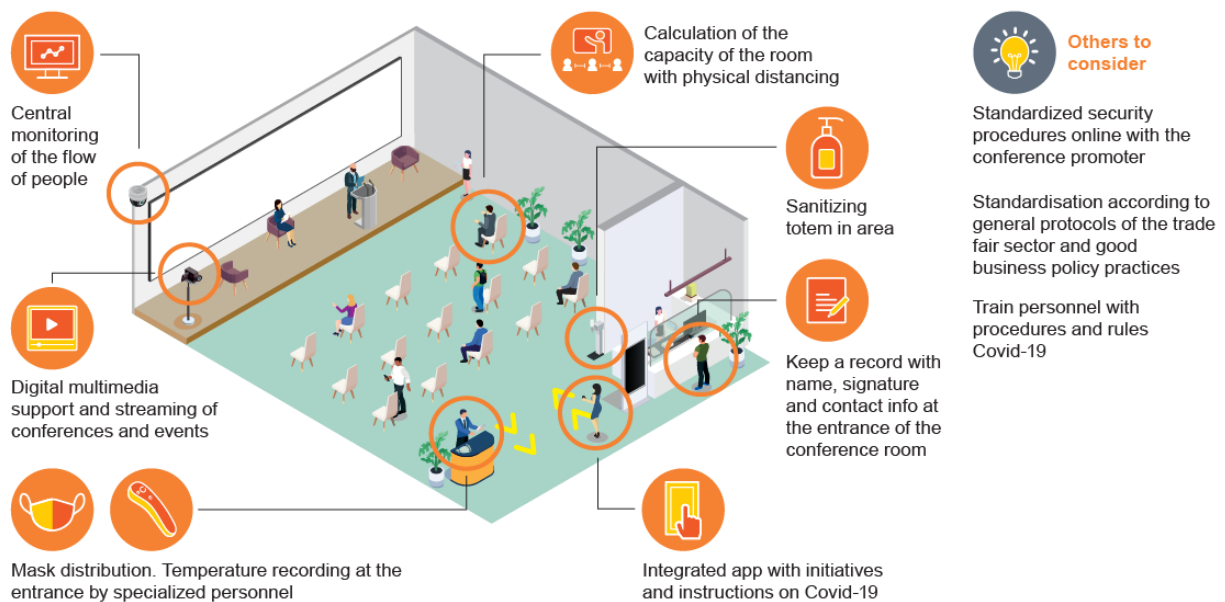 Central
monitoring
of the flow
of people
Calculation of the
capacity of the room
with physical distancing
Others to
consider
Standardized security
procedures online with the
conference promoter
Standardisation according to
general protocols of the trade
fair sector and good
business policy practices
Train personnel with
procedures and rules
Covid-19
Sanitizing
totem in area
Keep a record with
name, signature
and contact info at
the entrance of the
conference room
Digital multimedia
support and streaming of
conferences and events
Mask distribution. Temperature recording at the
entrance by specialized personnel
Integrated app with initiatives
and instructions on Covid-19